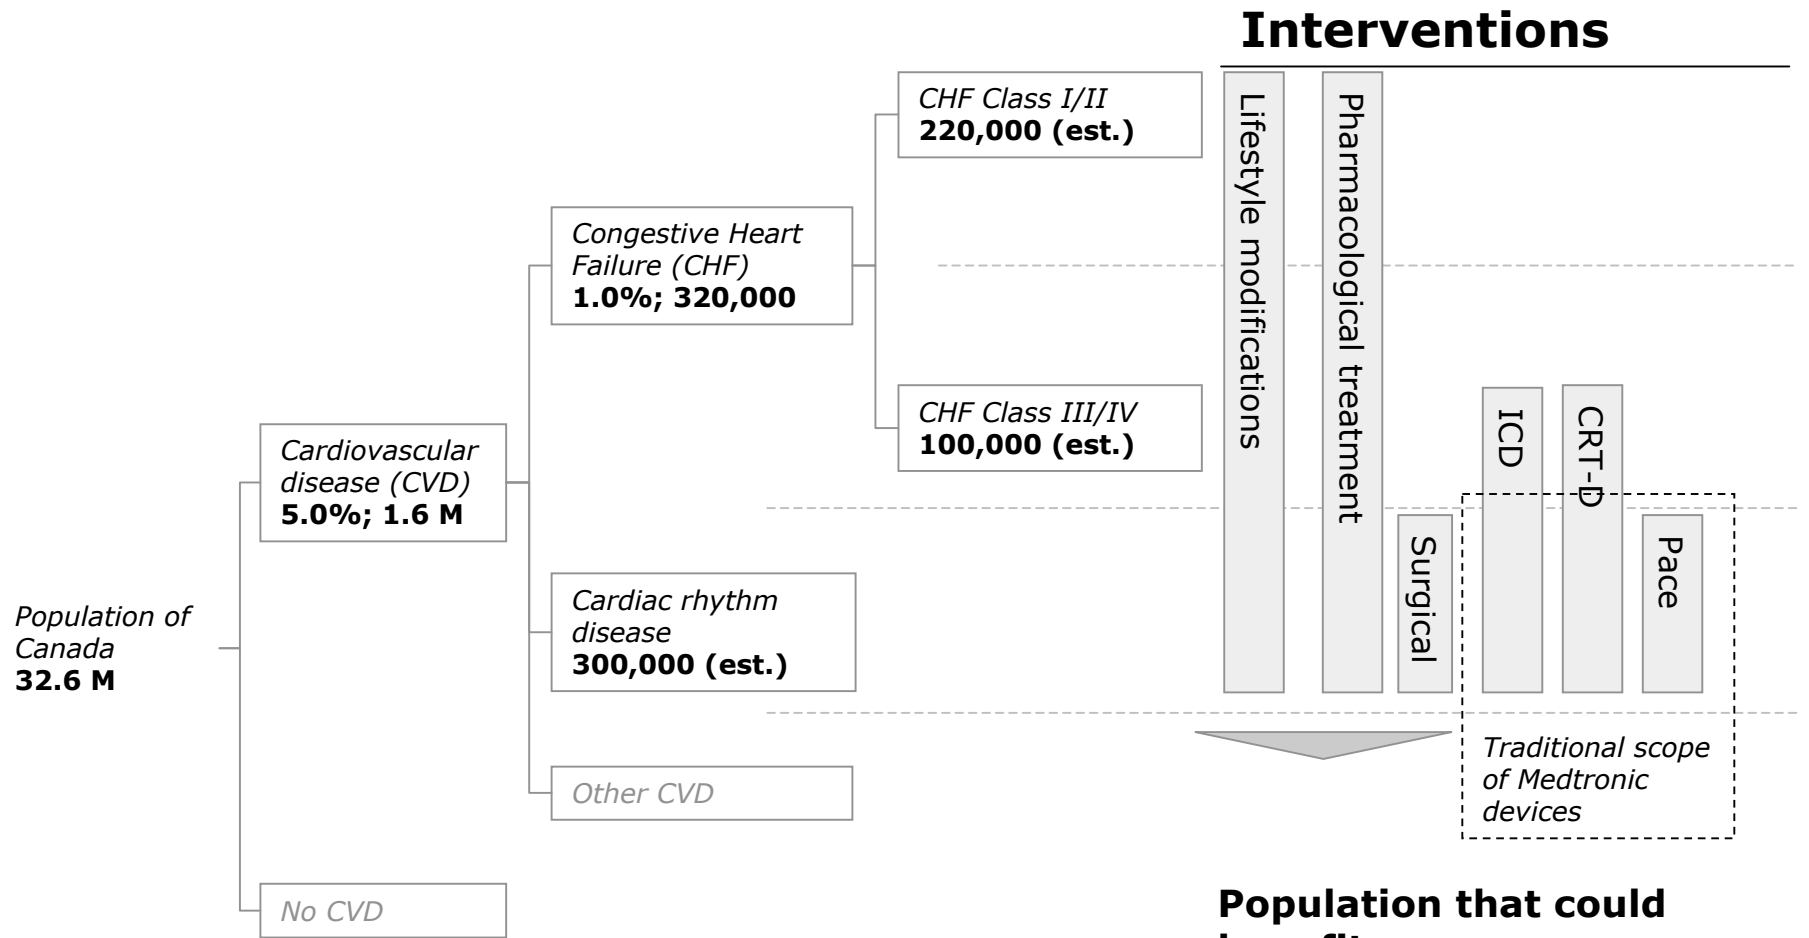 Interventions
CHF Class I/II
220,000 (est.)
Congestive Heart
Failure (CHF)
1.0%; 320,000
CHF Class III/IV
100,000 (est.)
Cardiovascular
disease (CVD)
5.0%; 1.6 M
Cardiac rhythm
disease
300,000 (est.)
Population of
Canada
32.6 M
Other CVD
No CVD
Lifestyle modifications
Pharmacological treatment
Surgical
ICD
CRT-D
Pace
Traditional scope
of Medtronic
devices
Population that could